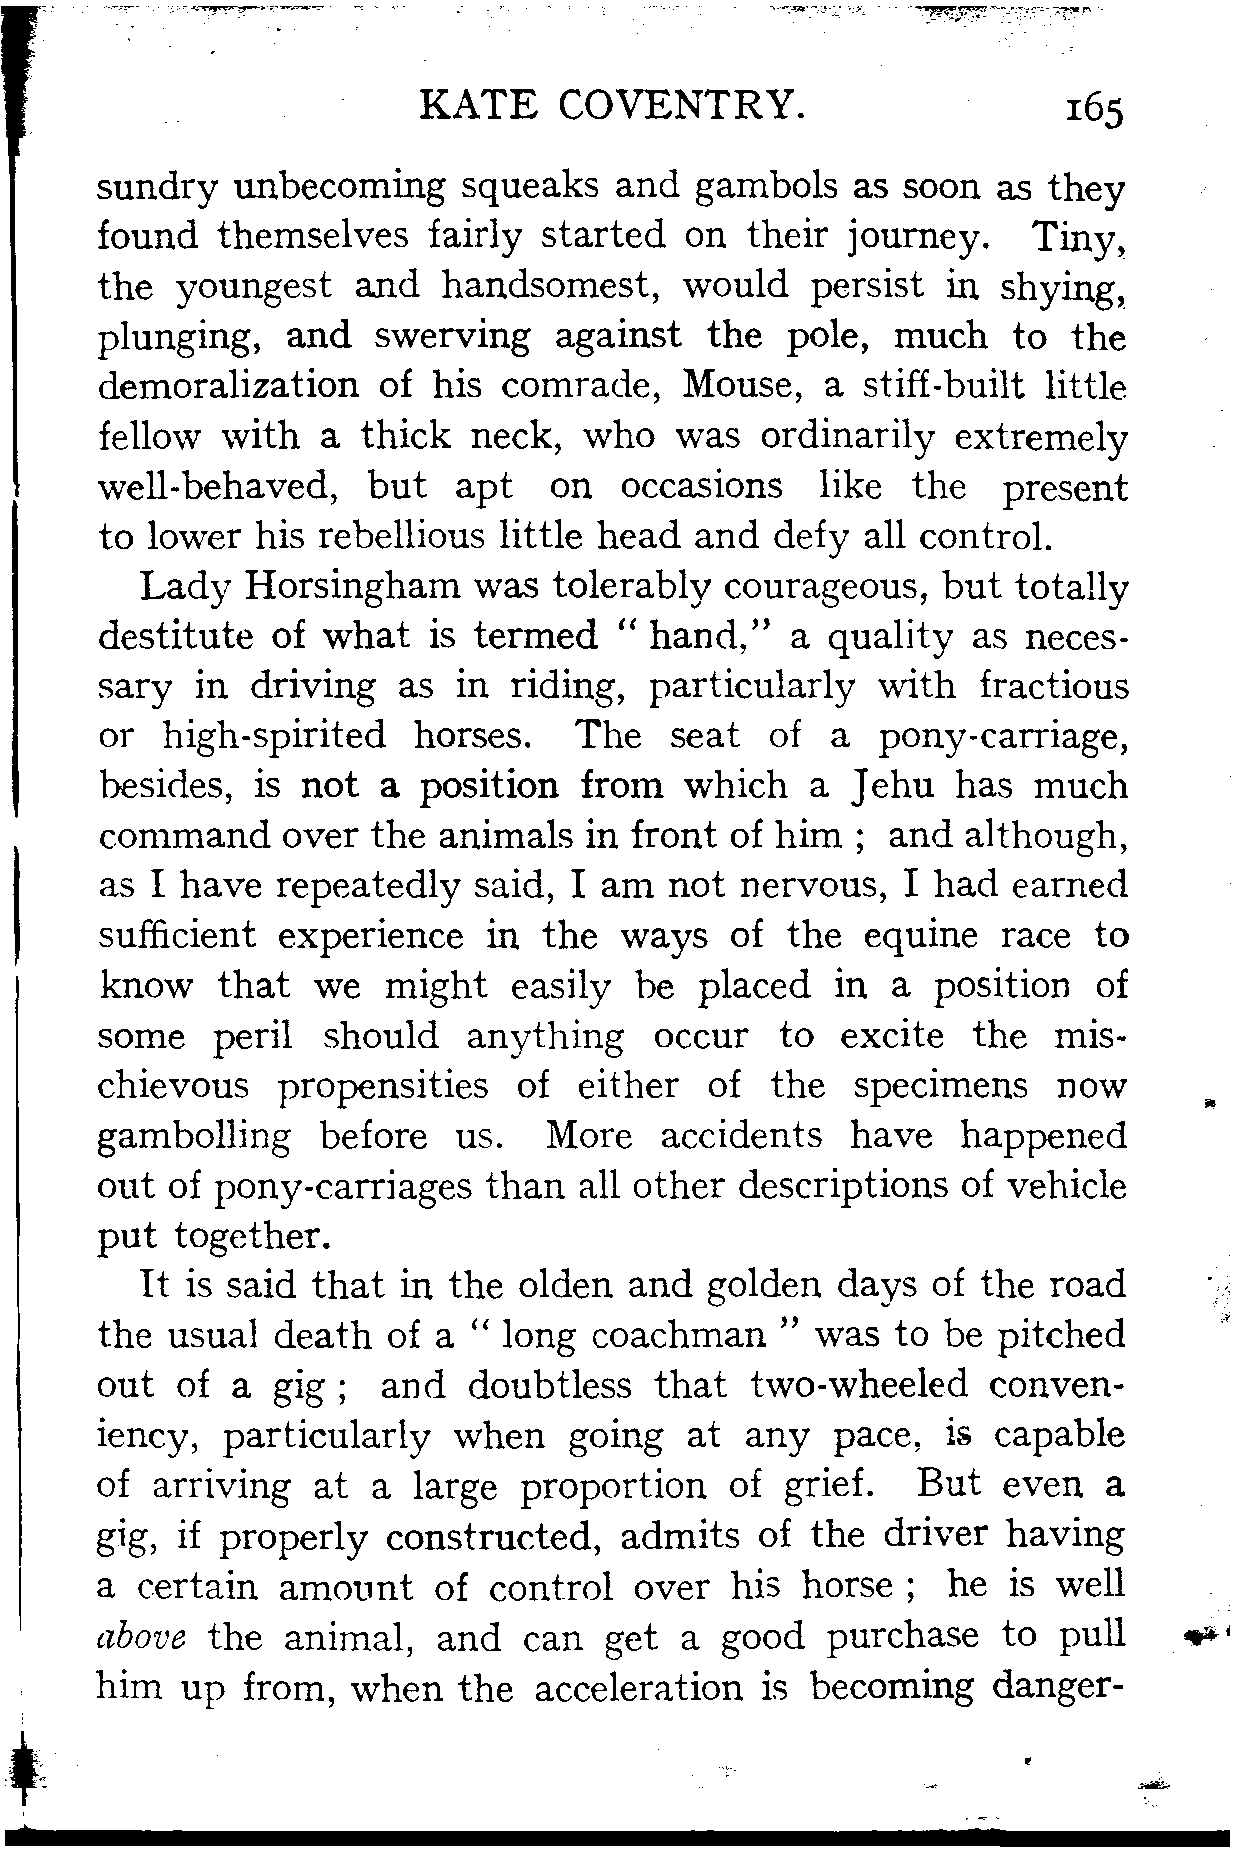 KATE COVENTRY. 165
sundry unbecoming squeaks and gambols as soon as they
found themselves fairly started on their journey. Tiny,
the youngest and handsomest, would persist in shying,
plunging, and swerving against the pole, much to the
demoralization of his comrade, Mouse, a stiff-built little
fellow with a thick neck, who was ordinarily extremely
well-behaved, but apt on occasions like the present
to lower his rebellious little head and defy all control.
Lady Horsingham was tolerably courageous, but totally
destitute of what is termed “ hand,” a quality as neces-
sary in driving as in riding, particularly with fractious
or high-spirited horses. The seat of a pony-carriage,
besides, is not a position from which a Jehu has much
command over the animals in front of him ; and although,
as I have repeatedly said, I am not nervous, I had earned
sufficient experience in the ways of the equine race to
know that we might easily be placed in a position of
some peril should anything occur to excite the mis-
chievous propensities of either of the specimens now
gambolling before us. More accidents have happened
out of pony-carriages than all other descriptions of vehicle
put together.
It is said that in the olden and golden days of the road
the usual death of a “ long coachman ” was to be pitched
out of a gig ; and doubtless that two-wheeled conven-
iency, particularly when going at any pace, is capable
of arriving at a large proportion of grief. But even a
gig, if properly constructed, admits of the driver having
a certain amount of control over his horse ; he is well
above the animal, and can get a good purchase to pull
him up from, when the acceleration is becoming danger-